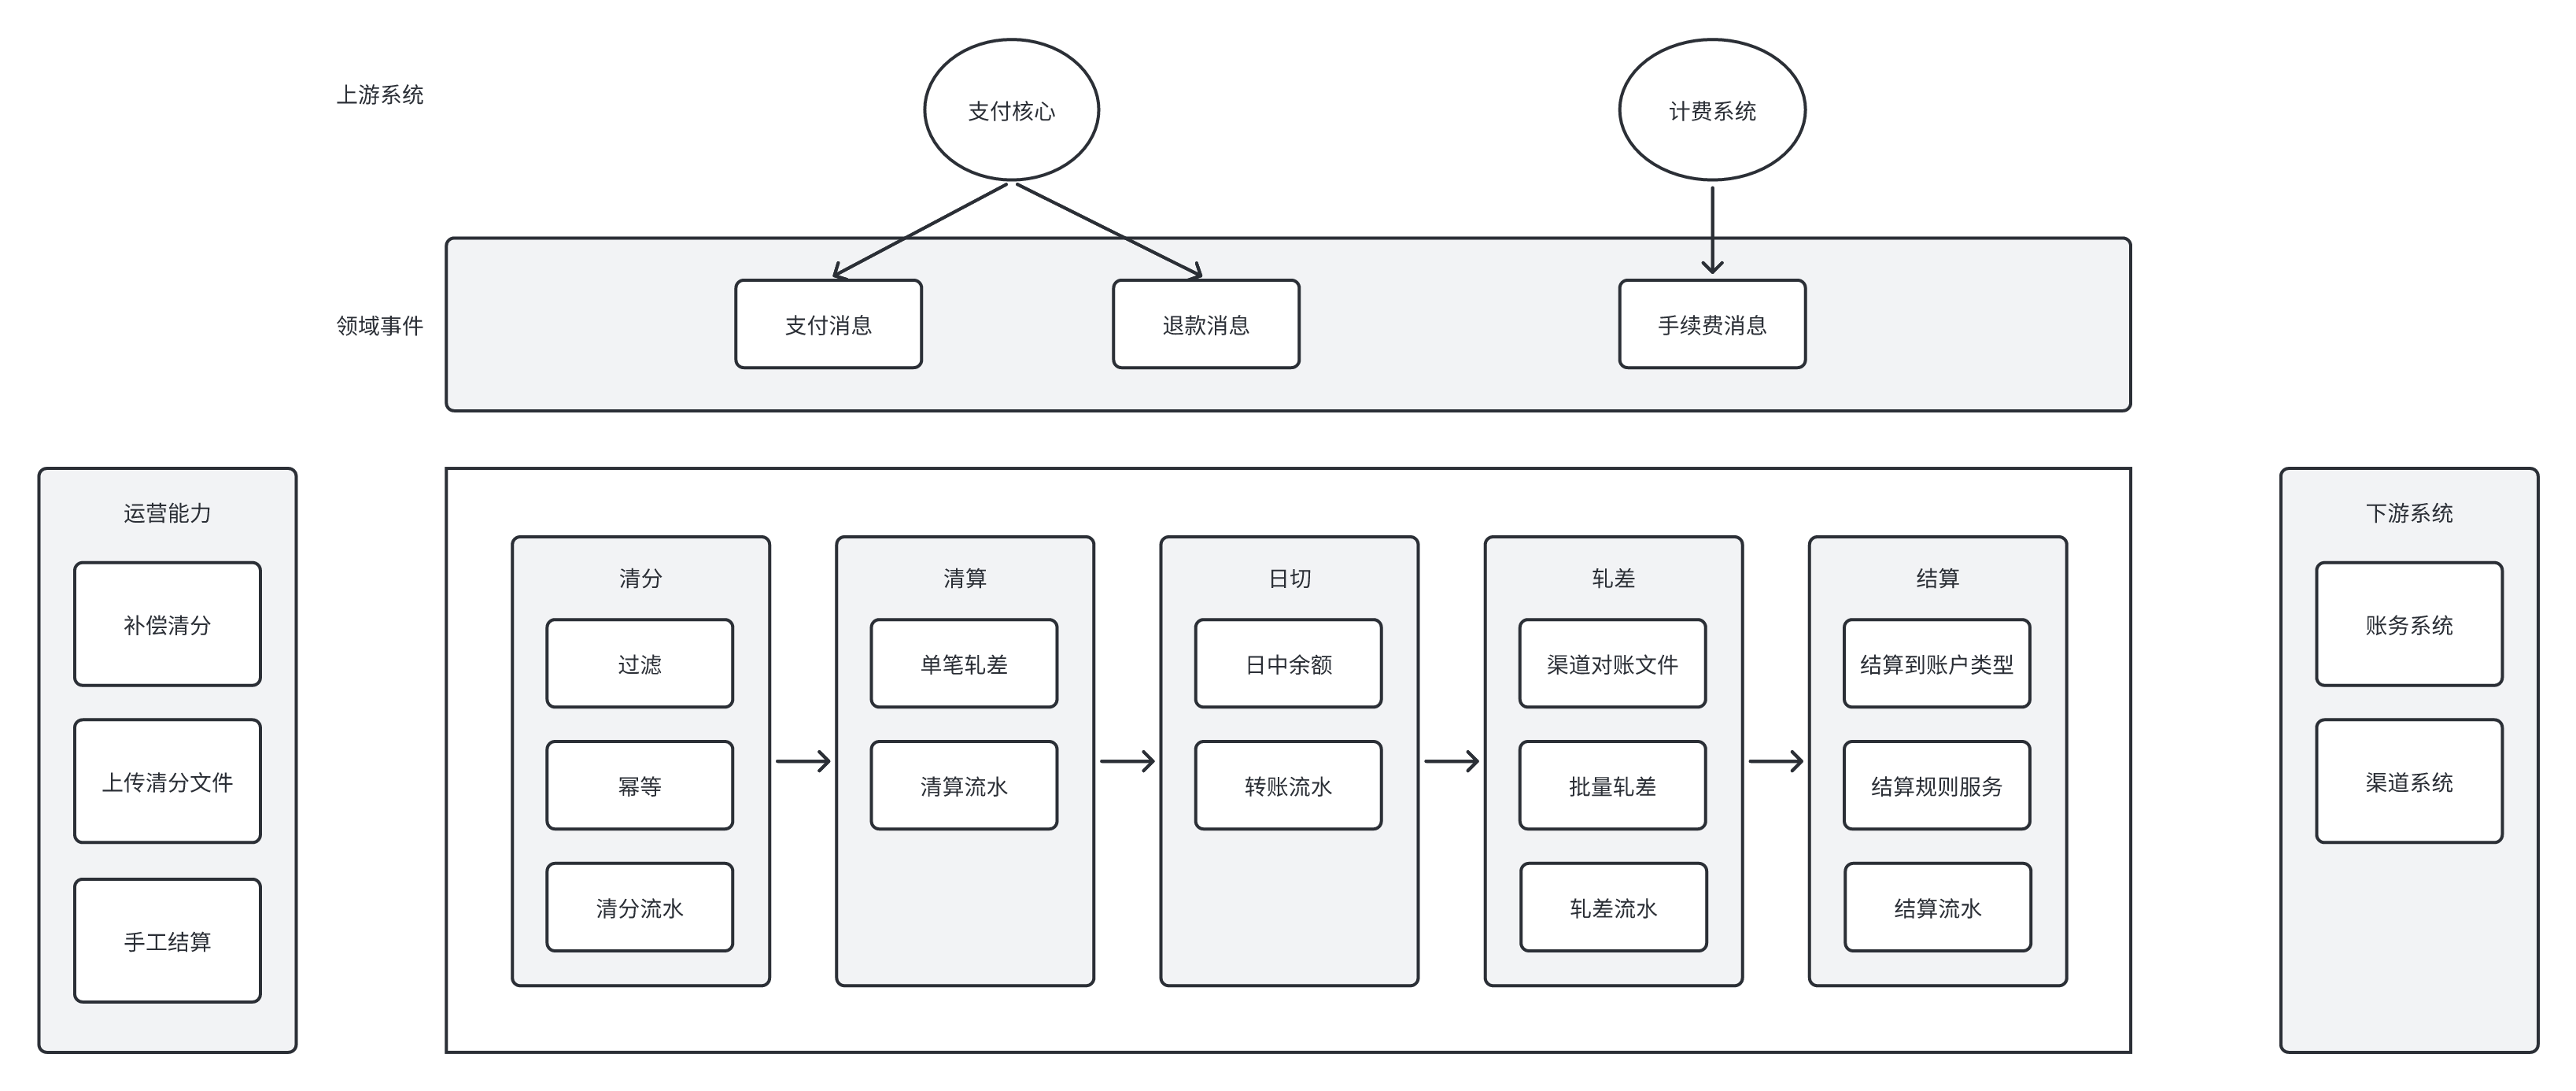 上游系统
支付核心
计费系统
领域事件
支付消息
退款消息
手续费消息
运营能力
补偿清分
上传清分文件
手工结算
清分
过滤
幂等
清分流水
清算
单笔轧差
清算流水
日切
日中余额
转账流水
轧差
渠道对账文件
批量轧差
轧差流水
结算
结算到账户类型
结算规则服务
结算流水
下游系统
账务系统
渠道系统